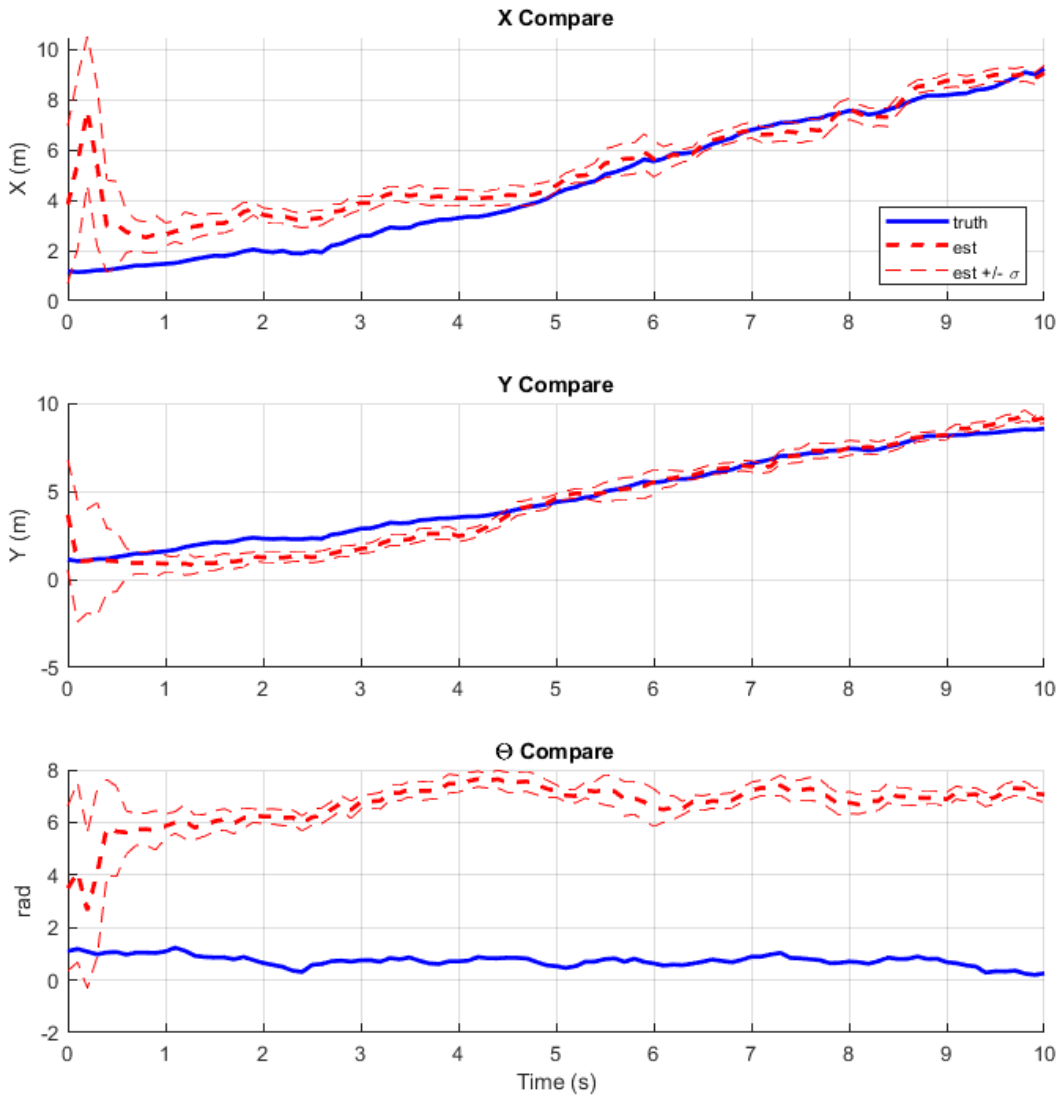 X Compare
10
8
6
4
2
0
X (m)
truth
est
est +/- σ
0 1 2 3 4 5 6 7 8 9 10
Y Compare
10
5
0
-5
Y (m)
0 1 2 3 4 5 6 7 8 9 10
Θ Compare
8
6
4
2
0
-2
rad
0 1 2 3 4 5 6 7 8 9 10
Time (s)